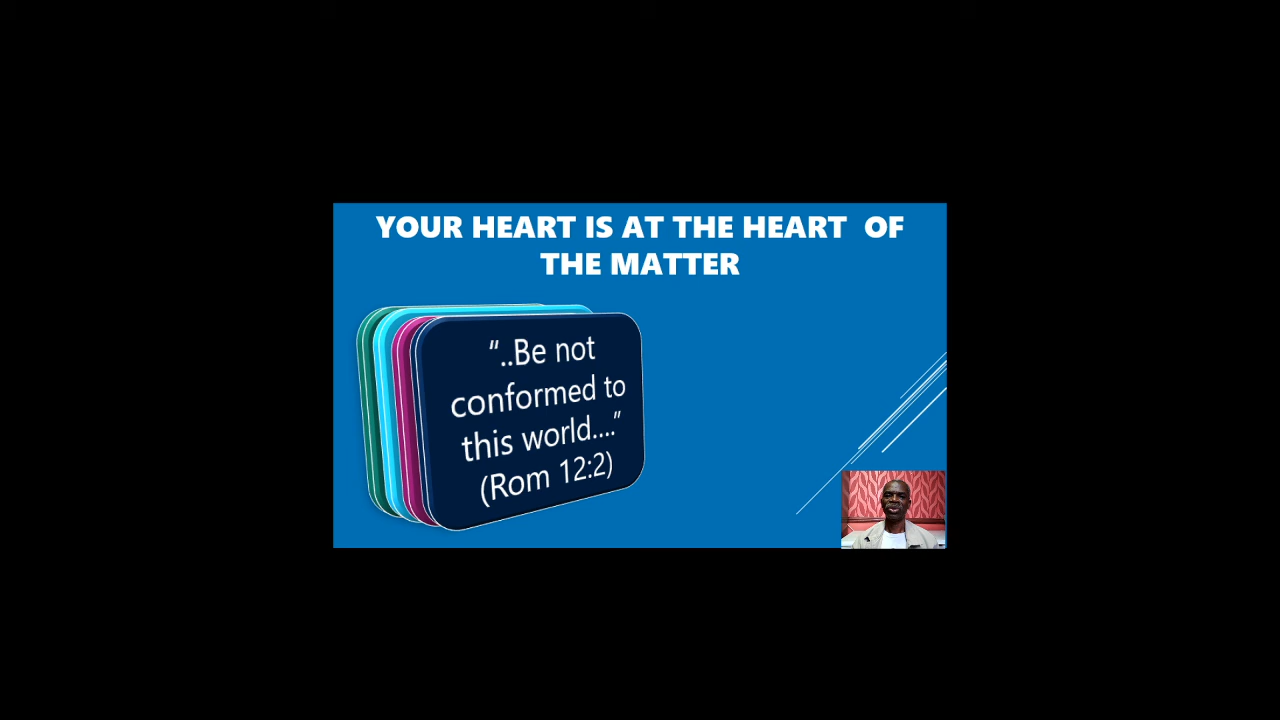 YOUR HEART IS AT THE HEART  OF
THE MATTER
“..Be not
conformed to
this world....”
(Rom 12:2)